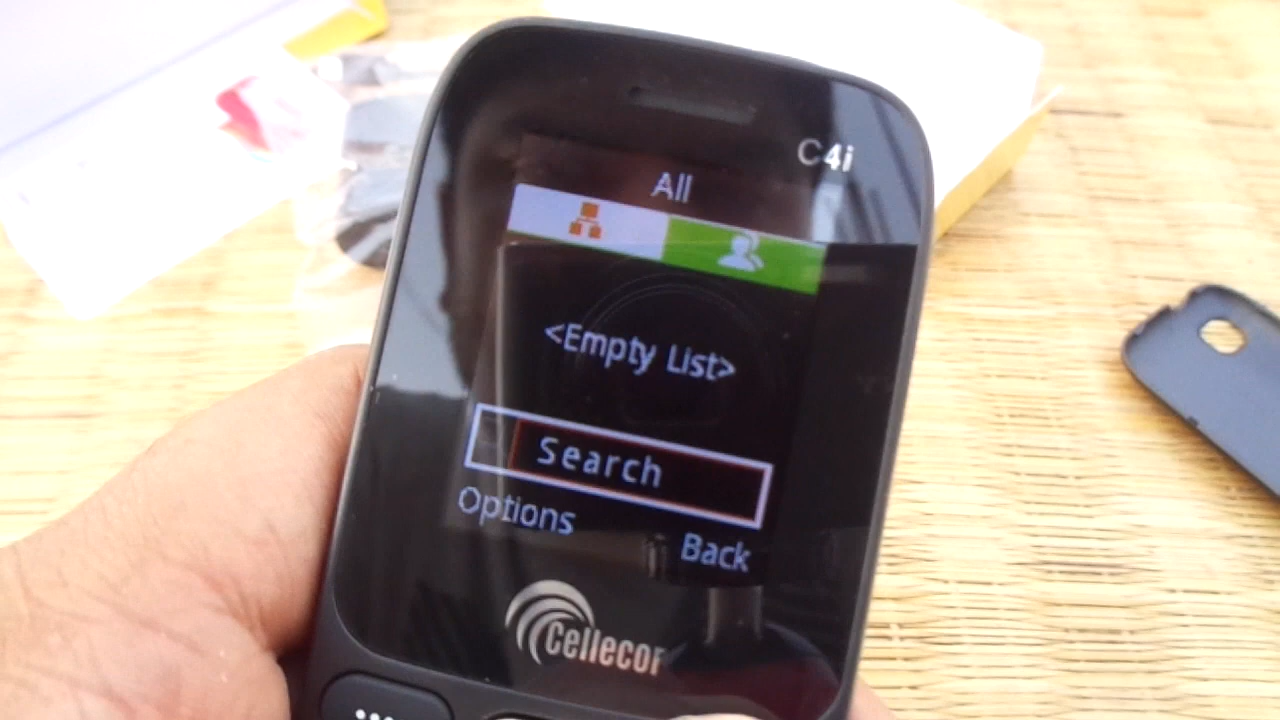 C4i
All
<Empty List>
Search
Options
Back
Cellecor